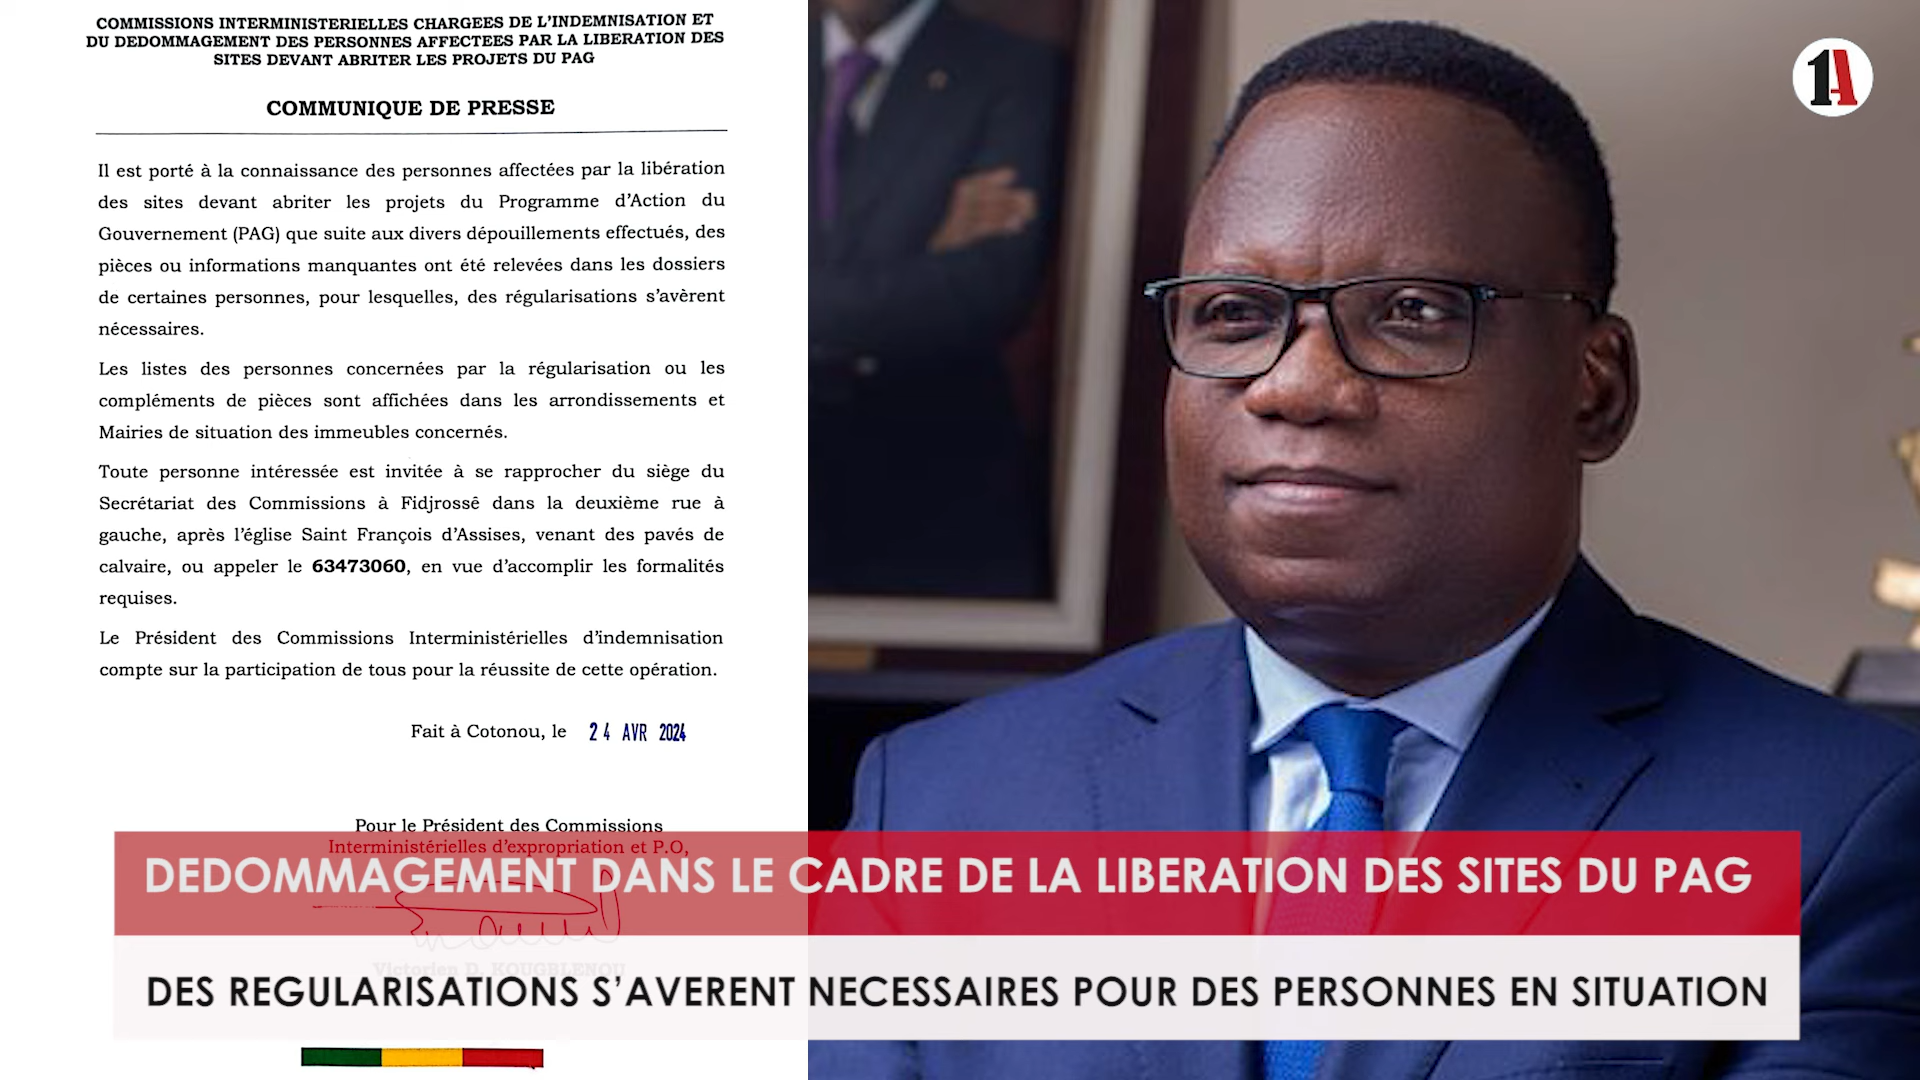 COMMISSIONS INTERMINISTERIELLES CHARGEES DE L'INDEMNISATION ET
DU DEDOMMAGEMENT DES PERSONNES AFFECTEES PAR LA LIBERATION DES
SITES DEVANT ABRITER LES PROJETS DU PAG
COMMUNIQUE DE PRESSE
Il est porté à la connaissance des personnes affectées par la libération
des sites devant abriter les projets du Programme d'Action du
Gouvernement (PAG) que suite aux divers dépouillements effectués, des
pièces ou informations manquantes ont été relevées dans les dossiers
de certaines personnes, pour lesquelles, des régularisations s'avèrent
nécessaires.
Les listes des personnes concernées par la régularisation ou les
compléments de pièces sont affichées dans les arrondissements et
Mairies de situation des immeubles concernés.
Toute personne intéressée est invitée à se rapprocher du siège du
Secrétariat des Commissions à Fidjrossê dans la deuxième rue à
gauche, après l'église Saint François d'Assises, venant des pavés de
calvaire, ou appeler le 63473060, en vue d'accomplir les formalités
requises.
Le Président des Commissions Interministérielles d'indemnisation
compte sur la participation de tous pour la réussite de cette opération.
Fait à Cotonou, le 24 AVR 2024
Pour le Président des Commissions
Interministérielles d'expropriation et P.O,
Victorien D. KOUGBLENOU
1A
DEDOMMAGEMENT DANS LE CADRE DE LA LIBERATION DES SITES DU PAG
DES REGULARISATIONS S'AVERENT NECESSAIRES POUR DES PERSONNES EN SITUATION